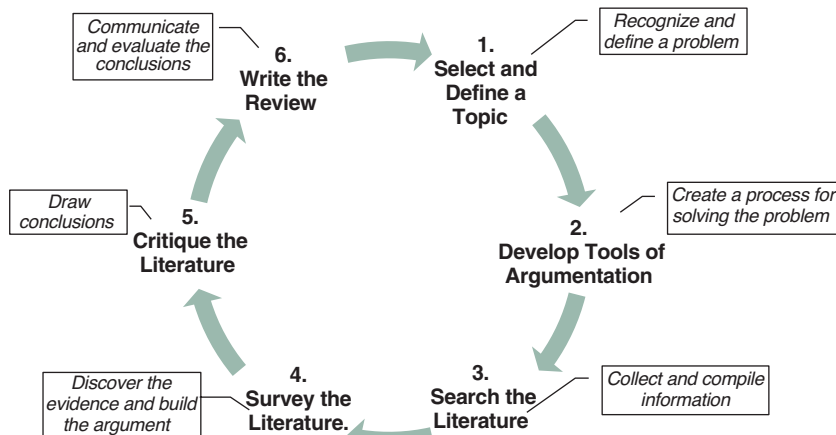 1.
Select and
Define a
Topic
Recognize and
define a problem
2.
Develop Tools of
Argumentation
Create a process for
solving the problem
3.
Search the
Literature
Collect and compile
information
4.
Survey the
Literature.
Discover the
evidence and build
the argument
5.
Critique the
Literature
Draw
conclusions
6.
Write the
Review
Communicate
and evaluate the
conclusions